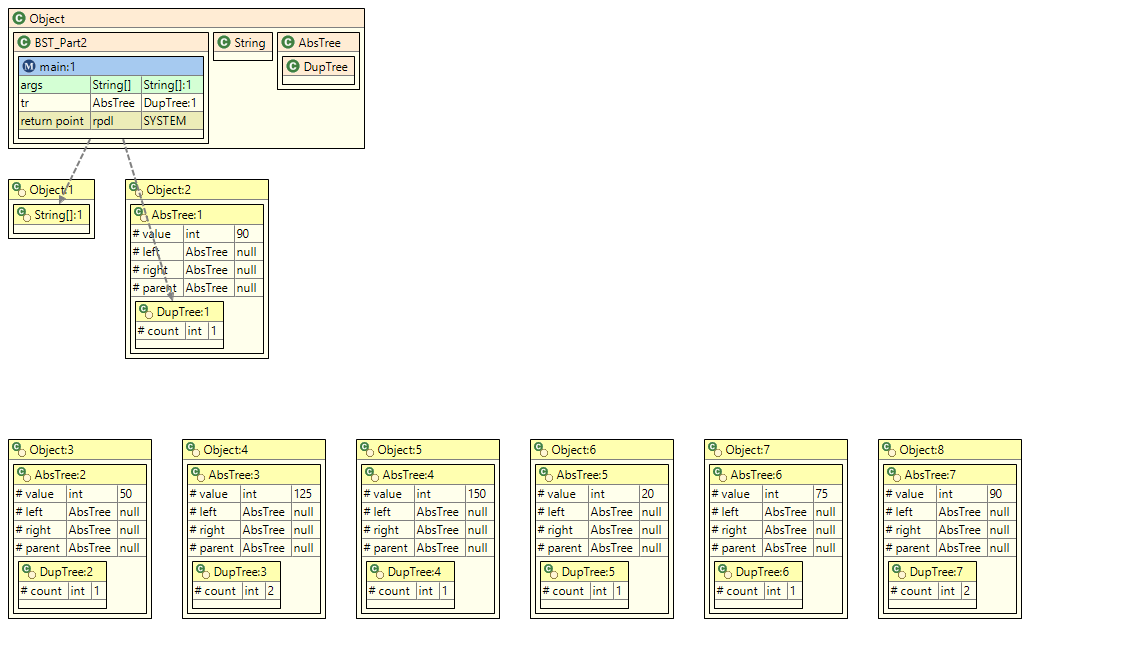 Object
BST_Part2 String AbsTree
main:1 DupTree
args String[] String[]:1
tr AbsTree DupTree:1
return point rpdl SYSTEM
Object:1 Object:2
String[]:1 AbsTree:1
# value int 90
# left AbsTree null
# right AbsTree null
# parent AbsTree null
DupTree:1
# count int 1
Object:3 Object:4 Object:5 Object:6 Object:7 Object:8
AbsTree:2 AbsTree:3 AbsTree:4 AbsTree:5 AbsTree:6 AbsTree:7
# value int 50 # value int 125 # value int 150 # value int 20 # value int 75 # value int 90
# left AbsTree null # left AbsTree null # left AbsTree null # left AbsTree null # left AbsTree null # left AbsTree null
# right AbsTree null # right AbsTree null # right AbsTree null # right AbsTree null # right AbsTree null # right AbsTree null
# parent AbsTree null # parent AbsTree null # parent AbsTree null # parent AbsTree null # parent AbsTree null # parent AbsTree null
DupTree:2 DupTree:3 DupTree:4 DupTree:5 DupTree:6 DupTree:7
# count int 1 # count int 2 # count int 1 # count int 1 # count int 1 # count int 2